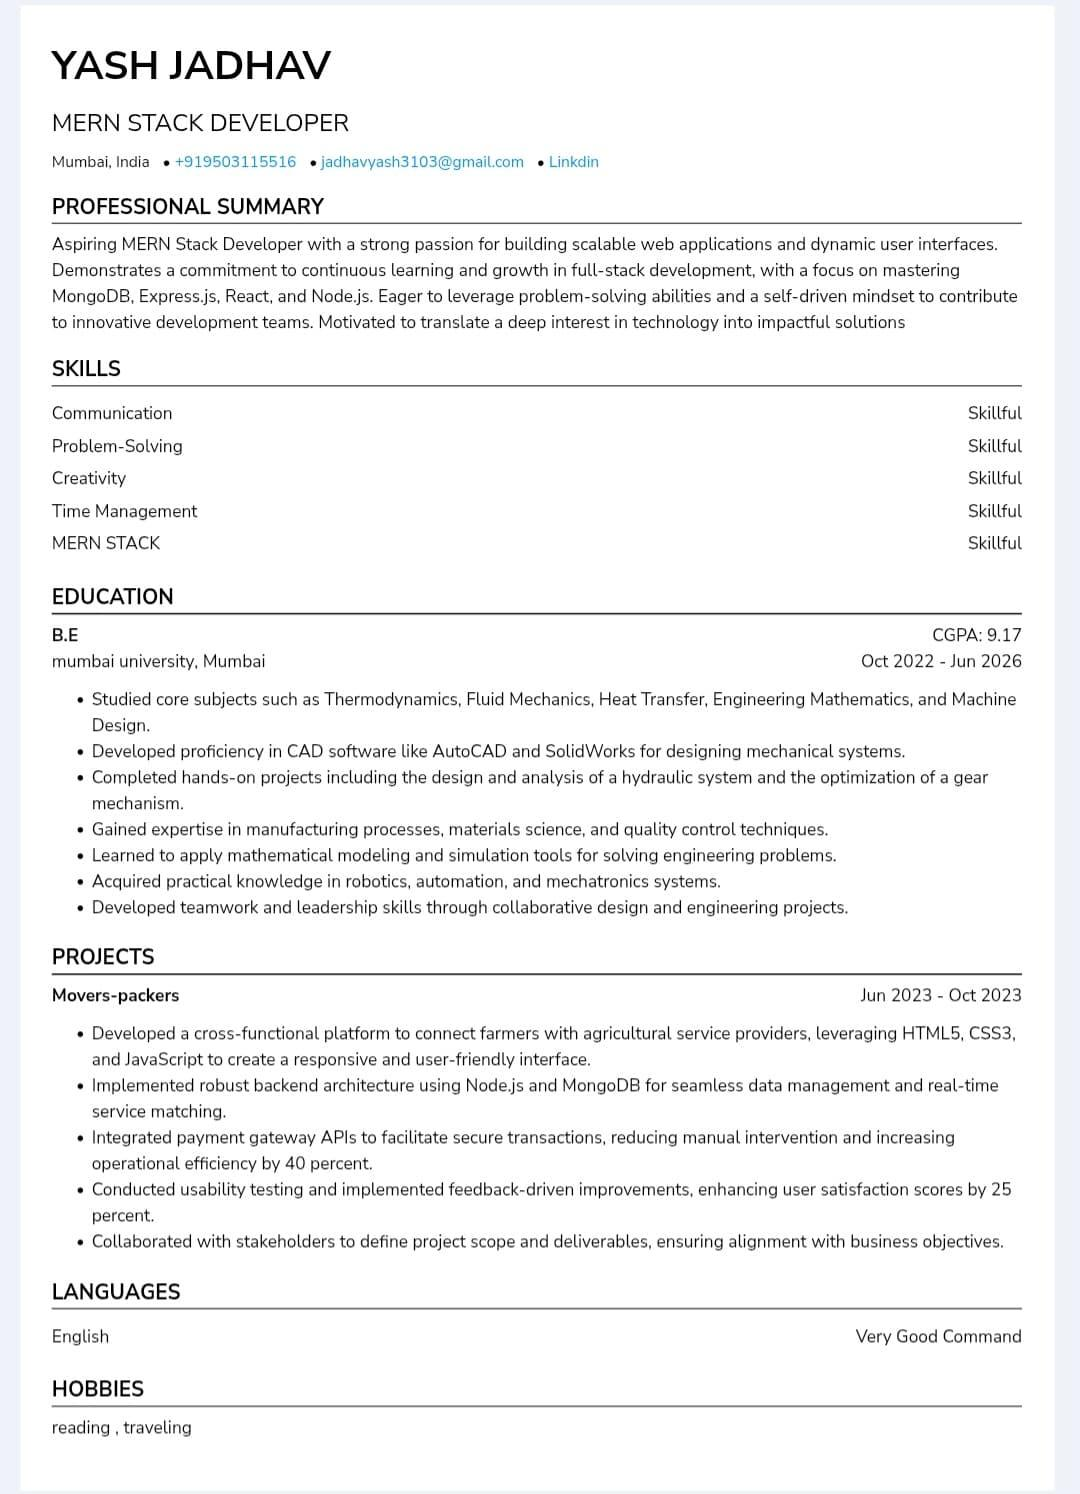 YASH JADHAV
MERN STACK DEVELOPER
Mumbai, India • +919503115516 • jadhavyash3103@gmail.com • Linkdin
PROFESSIONAL SUMMARY
Aspiring MERN Stack Developer with a strong passion for building scalable web applications and dynamic user interfaces.
Demonstrates a commitment to continuous learning and growth in full-stack development, with a focus on mastering
MongoDB, Express.js, React, and Node.js. Eager to leverage problem-solving abilities and a self-driven mindset to contribute
to innovative development teams. Motivated to translate a deep interest in technology into impactful solutions
SKILLS
Communication Skillful
Problem-Solving Skillful
Creativity Skillful
Time Management Skillful
MERN STACK Skillful
EDUCATION
B.E CGPA: 9.17
mumbai university, Mumbai Oct 2022 - Jun 2026
• Studied core subjects such as Thermodynamics, Fluid Mechanics, Heat Transfer, Engineering Mathematics, and Machine
Design.
• Developed proficiency in CAD software like AutoCAD and SolidWorks for designing mechanical systems.
• Completed hands-on projects including the design and analysis of a hydraulic system and the optimization of a gear
mechanism.
• Gained expertise in manufacturing processes, materials science, and quality control techniques.
• Learned to apply mathematical modeling and simulation tools for solving engineering problems.
• Acquired practical knowledge in robotics, automation, and mechatronics systems.
• Developed teamwork and leadership skills through collaborative design and engineering projects.
PROJECTS
Movers-packers Jun 2023 - Oct 2023
• Developed a cross-functional platform to connect farmers with agricultural service providers, leveraging HTML5, CSS3,
and JavaScript to create a responsive and user-friendly interface.
• Implemented robust backend architecture using Node.js and MongoDB for seamless data management and real-time
service matching.
• Integrated payment gateway APIs to facilitate secure transactions, reducing manual intervention and increasing
operational efficiency by 40 percent.
• Conducted usability testing and implemented feedback-driven improvements, enhancing user satisfaction scores by 25
percent.
• Collaborated with stakeholders to define project scope and deliverables, ensuring alignment with business objectives.
LANGUAGES
English Very Good Command
HOBBIES
reading , traveling